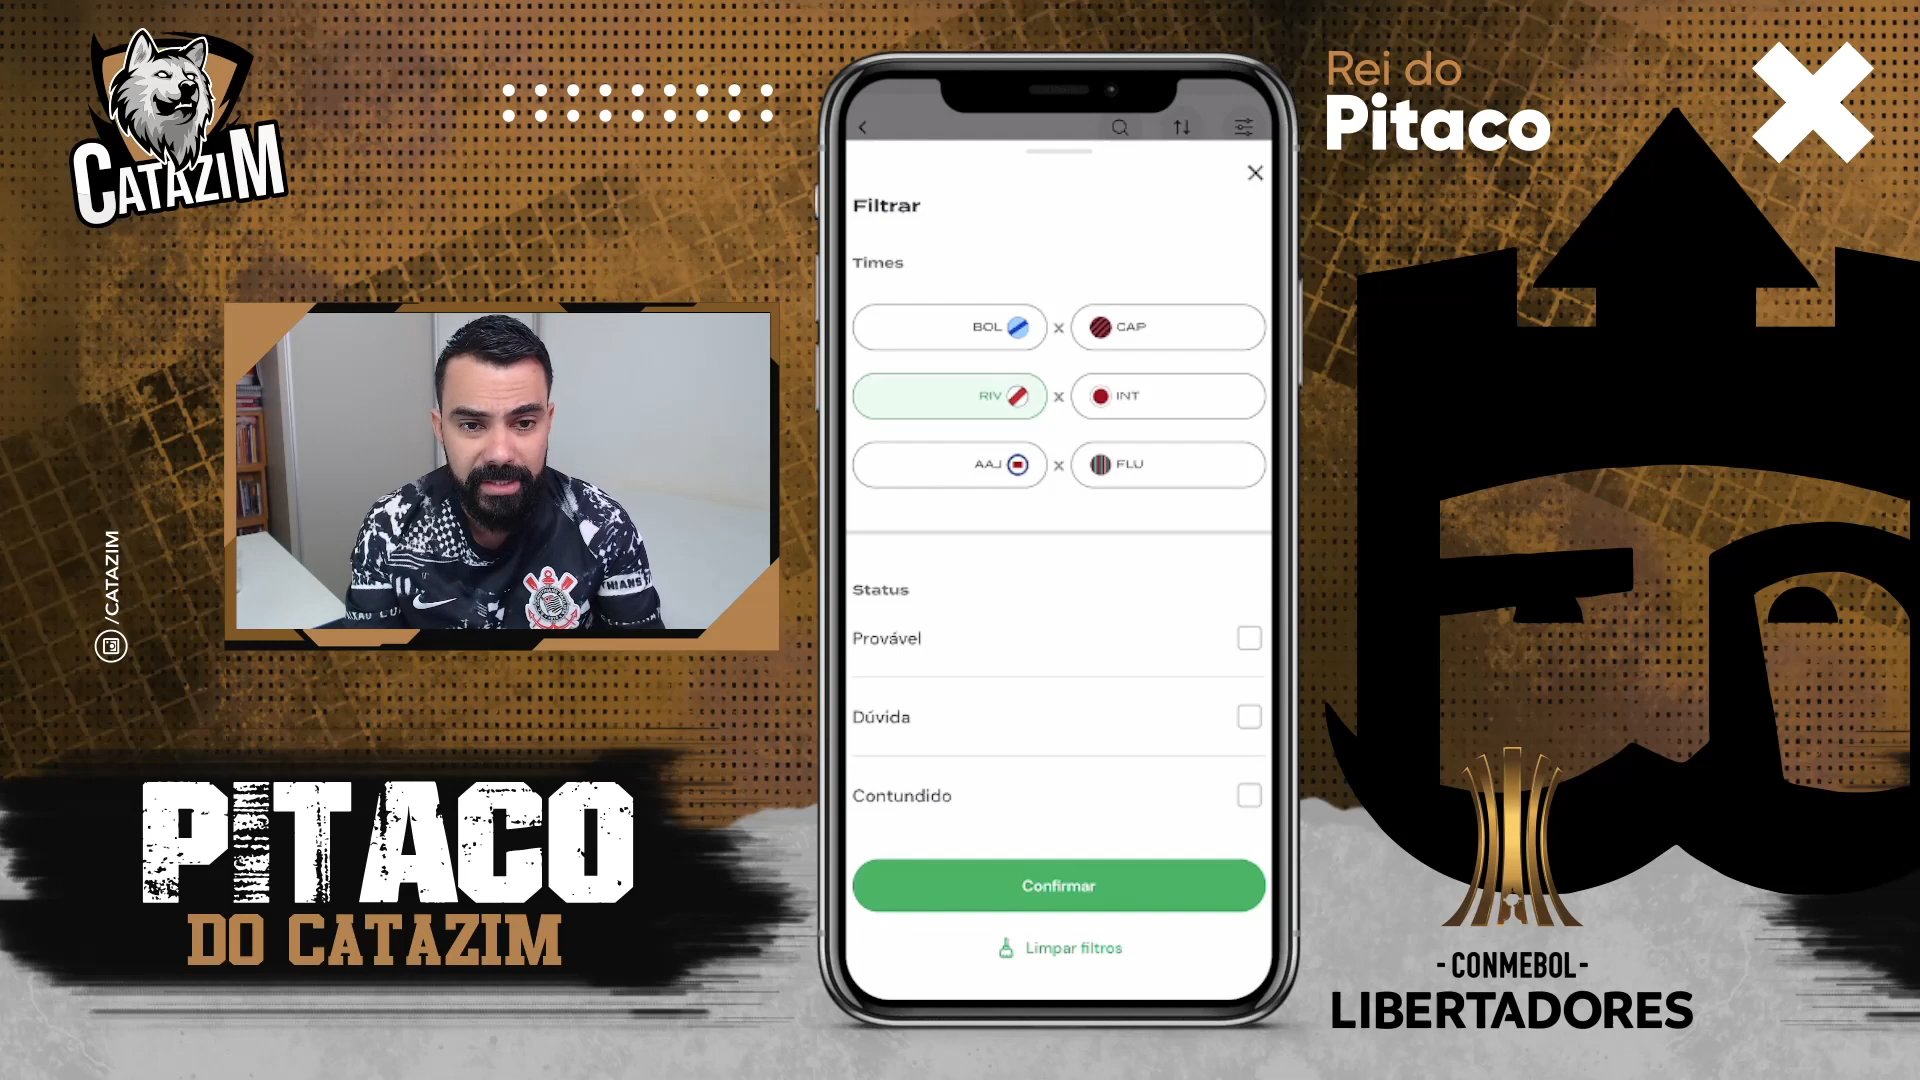 CATAZIM
Rei do
Pitaco
Filtrar
Times
BOL x CAP
RIV x INT
AAJ x FLU
Status
Provável
Dúvida
Contundido
Confirmar
Limpar filtros
/CATAZIM
PITACO
DO CATAZIM
-CONMEBOL-
LIBERTADORES